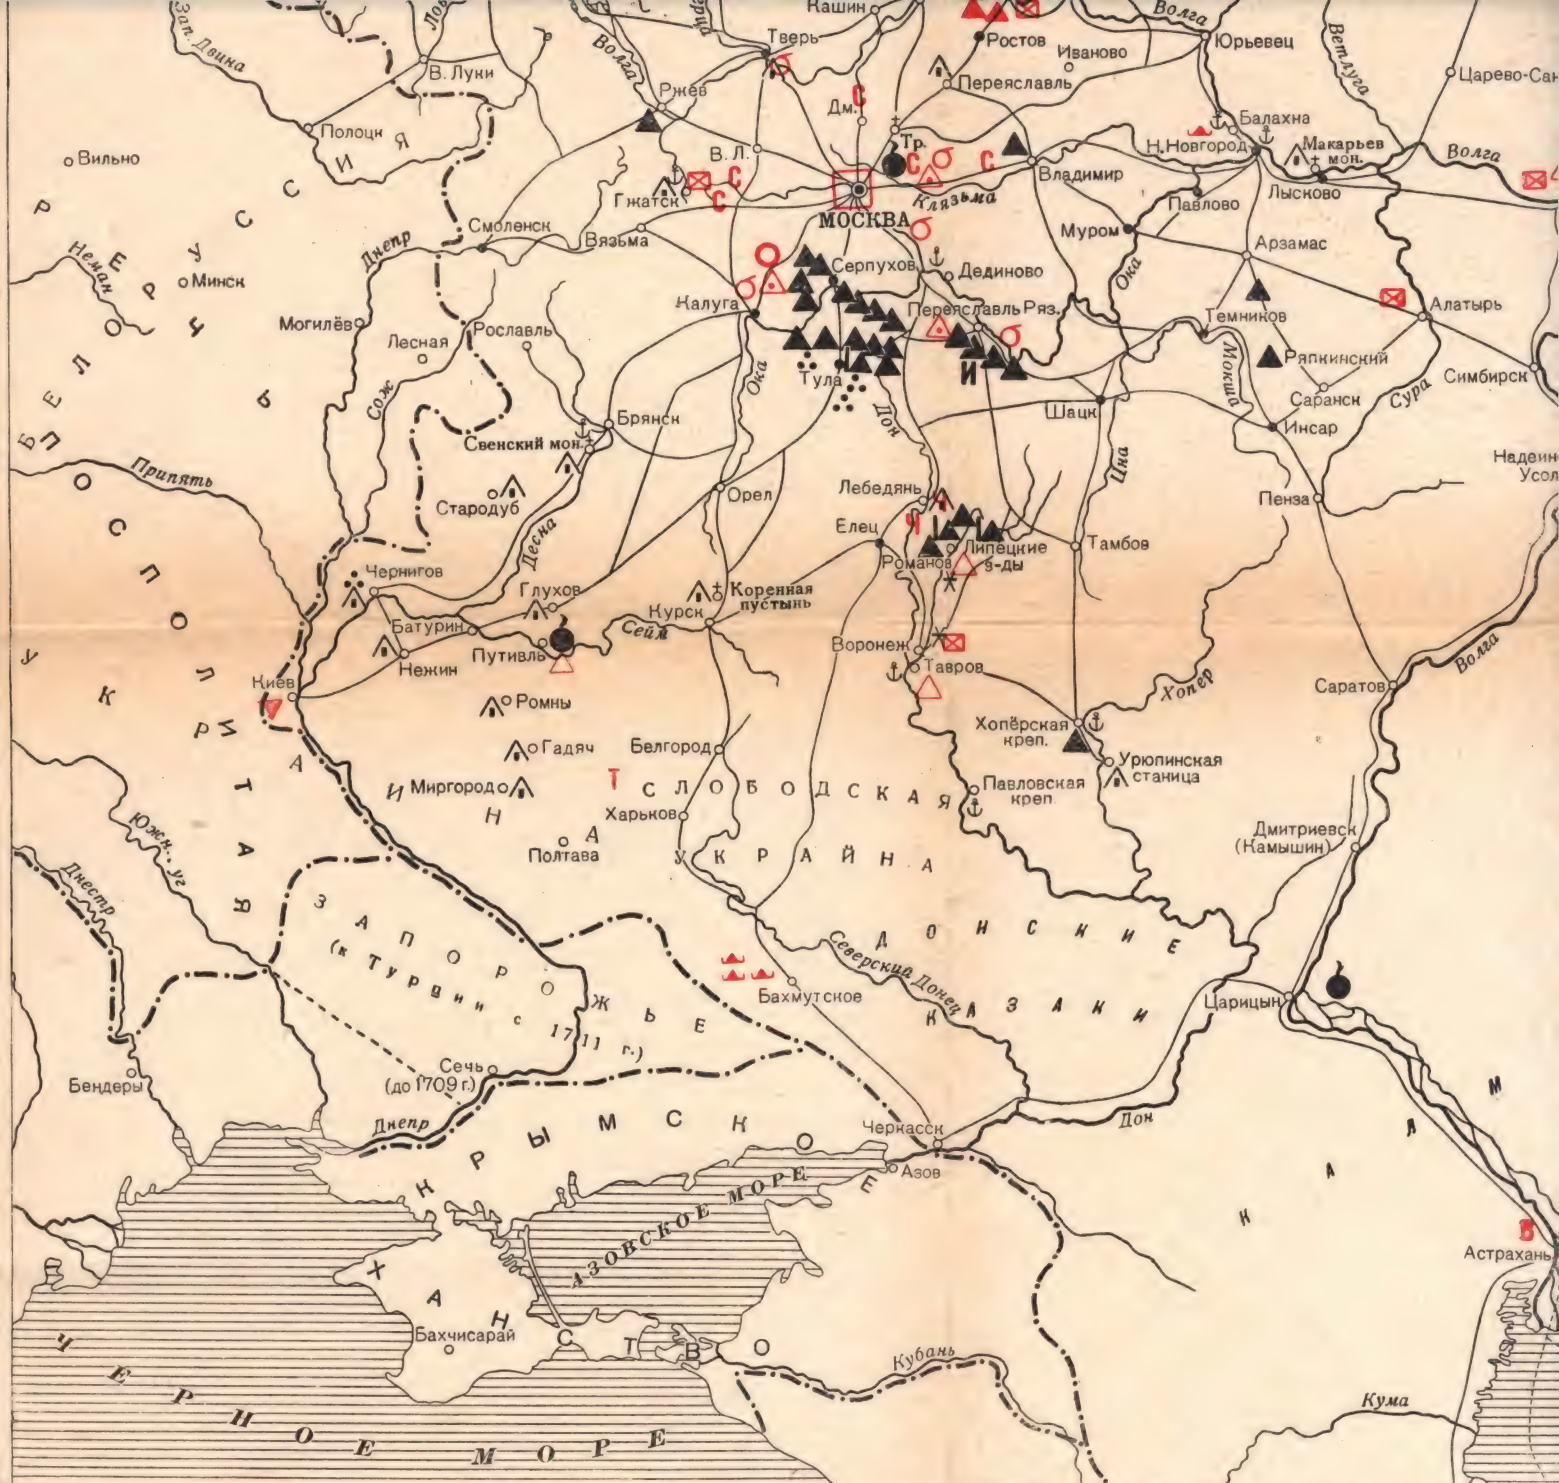 Кашин
Волга
Зап. Двина
Волга
Тверь
Ростов
Иваново
Юрьевец
Ветлуга
В. Луки
Ржев
Переяславль
Царево-Сан
Дм.
С
Полоцк
Балахна
Вильно
В. Л.
Тр.
С
С
Н. Новгород
Макарьев
мон.
Волга
Гжатск
С
С
Владимир
Клязьма
Павлово
Лысково
МОСКВА
Смоленск
Вязьма
Муром
Арзамас
Днепр
Неман
Минск
Серпухов
Дединово
Ока
Калуга
Переяславль Ряз.
Алатырь
Могилёв
Рославль
Темников
Лесная
Ряпкинский
Мокша
Тула
И
Симбирск
Сож
Ока
Саранск
Сура
Дон
Шацк
БЕЛОРУССИЯ
Брянск
Инсар
Свенский мон.
Цна
Припять
Надеинс
Усол
Орел
Лебедянь
Ч
Пенза
Стародуб
Ч
Елец
Десна
Липецкие
з-ды
Тамбов
Романов
РЕЧЬ ПОСПОЛИТАЯ
Чернигов
Глухов
Коренная
пустынь
Курск
Батурин
Сейм
Путивль
Воронеж
Нежин
Тавров
Волга
Киев
Хопер
Саратов
Ромны
Хопёрская
креп.
Гадяч
Белгород
Урюпинская
станица
УКРАИНА
Т
СЛОБОДСКАЯ
Миргород
Павловская
креп.
Харьков
Южн. Буг
Дмитриевск
(Камышин)
Полтава
УКРАЙНА
Днестр
ЗАПОРОЖЬЕ
(к Турции с 1711 г.)
ДОНСКИЕ
Северский Донец
Бахмутское
КАЗАКИ
Царицын
Сечь
(до 1709 г.)
Бендеры
Днепр
Дон
Черкасск
КРЫМСКОЕ
Азов
АЗОВСКОЕ МОРЕ
КАЛМ
В
Астрахань
ХАНСТВО
Бахчисарай
Кубань
Кума
ЧЕРНОЕ МОРЕ